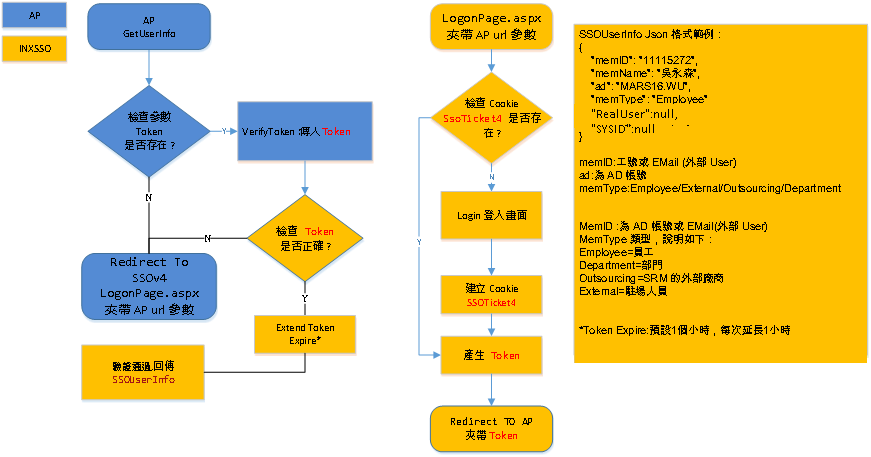 AP
INXSSO
AP
GetUserInfo
檢查參數
Token
是否存在?
Y
VerifyToken 傳入Token
N
檢查 Token
是否正確?
N
Y
Redirect To
SSOv4
LogonPage.aspx
夾帶 AP url 參數
Extend Token
Expire*
驗證通過,回傳
SSOUserInfo
LogonPage.aspx
夾帶 AP url 參數
檢查 Cookie
SsoTicket4 是否存
在?
N
Y
Login 登入畫面
建立 Cookie
SSOTicket4
產生 Token
Redirect TO AP
夾帶 Token
SSOUserInfo Json 格式範例:
{
"memID": "11115272",
"memName": "吳永森",
"ad": "MARS16.WU",
"memType": "Employee"
"RealUser":null,
"SYSID":null
}
memID:工號或 EMail (外部 User)
ad:為 AD 帳號
memType:Employee/External/Outsourcing/Department
MemID :為 AD 帳號或 EMail(外部 User)
MemType 類型,說明如下:
Employee=員工
Department=部門
Outsourcing=SRM 的外部廠商
External=駐場人員
*Token Expire:預設1個小時,每次延長1小時